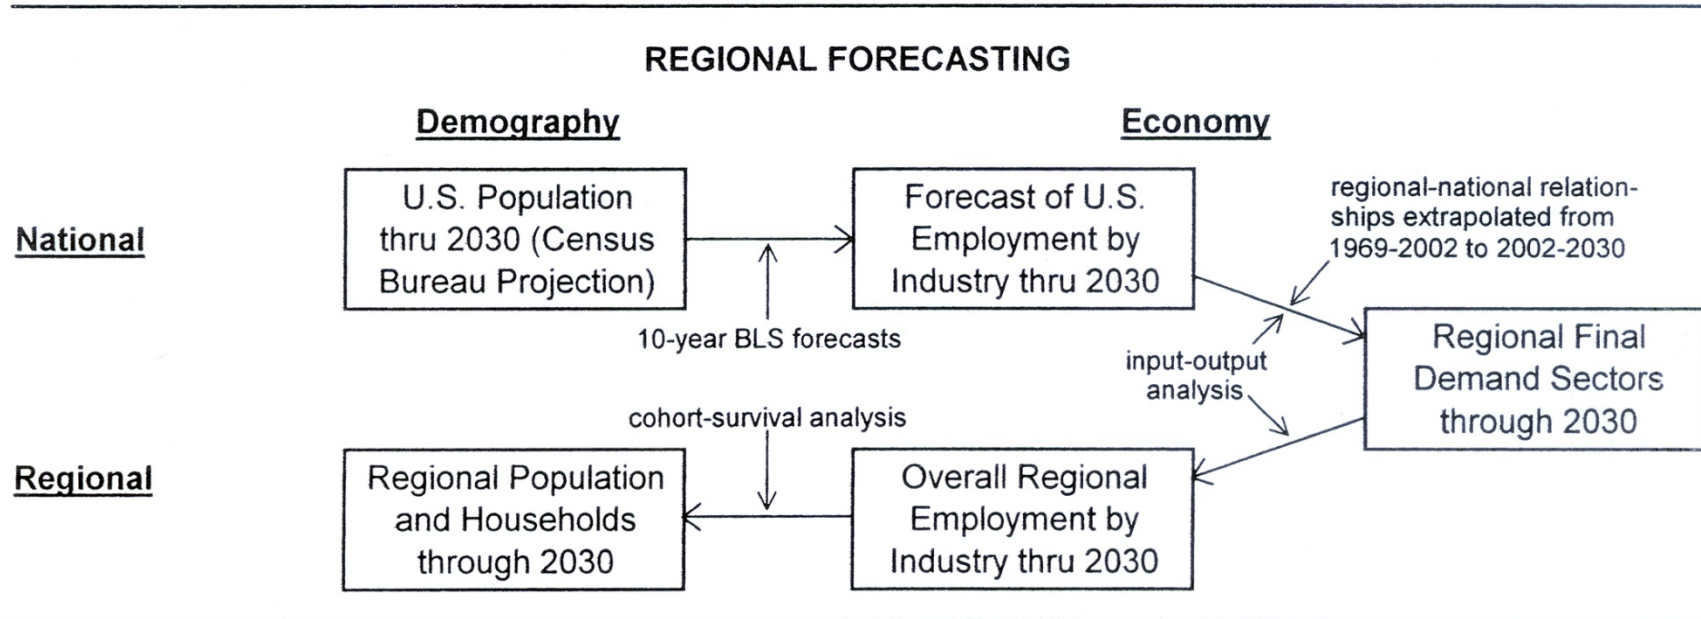 REGIONAL FORECASTING
Demography
Economy
National
U.S. Population
thru 2030 (Census
Bureau Projection)
Forecast of U.S.
Employment by
Industry thru 2030
regional-national relation-
ships extrapolated from
1969-2002 to 2002-2030
10-year BLS forecasts
input-output
analysis
Regional Final
Demand Sectors
through 2030
cohort-survival analysis
Regional
Regional Population
and Households
through 2030
Overall Regional
Employment by
Industry thru 2030